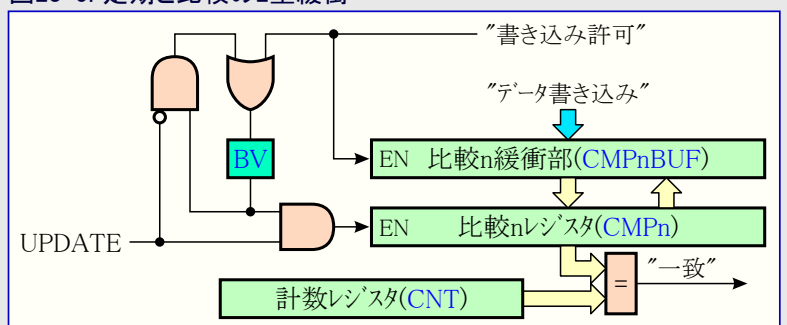 "書き込み許可"
"データ書き込み"
BV
EN 比較n緩衝部(CMPnBUF)
EN 比較nレジスタ(CMPn)
UPDATE
"一致"
=
計数レジスタ(CNT)